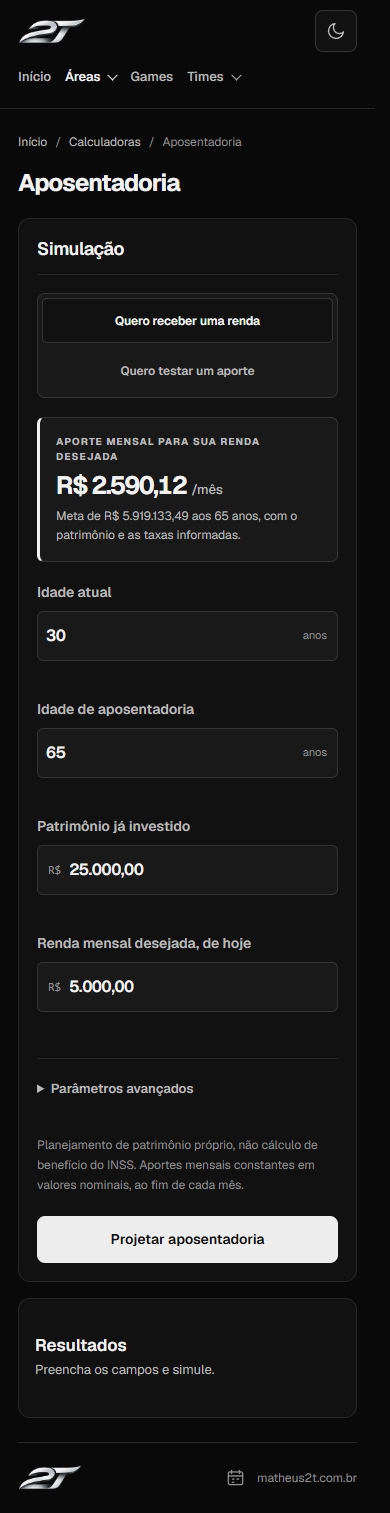 2T
Início Áreas Games Times
Início / Calculadoras / Aposentadoria
Aposentadoria
Simulação
Quero receber uma renda
Quero testar um aporte
APORTE MENSAL PARA SUA RENDA
DESEJADA
R$ 2.590,12 /mês
Meta de R$ 5.919.133,49 aos 65 anos, com o
patrimônio e as taxas informadas.
Idade atual
30 anos
Idade de aposentadoria
65 anos
Patrimônio já investido
R$ 25.000,00
Renda mensal desejada, de hoje
R$ 5.000,00
Parâmetros avançados
Planejamento de patrimônio próprio, não cálculo de
benefício do INSS. Aportes mensais constantes em
valores nominais, ao fim de cada mês.
Projetar aposentadoria
Resultados
Preencha os campos e simule.
2T matheus2t.com.br